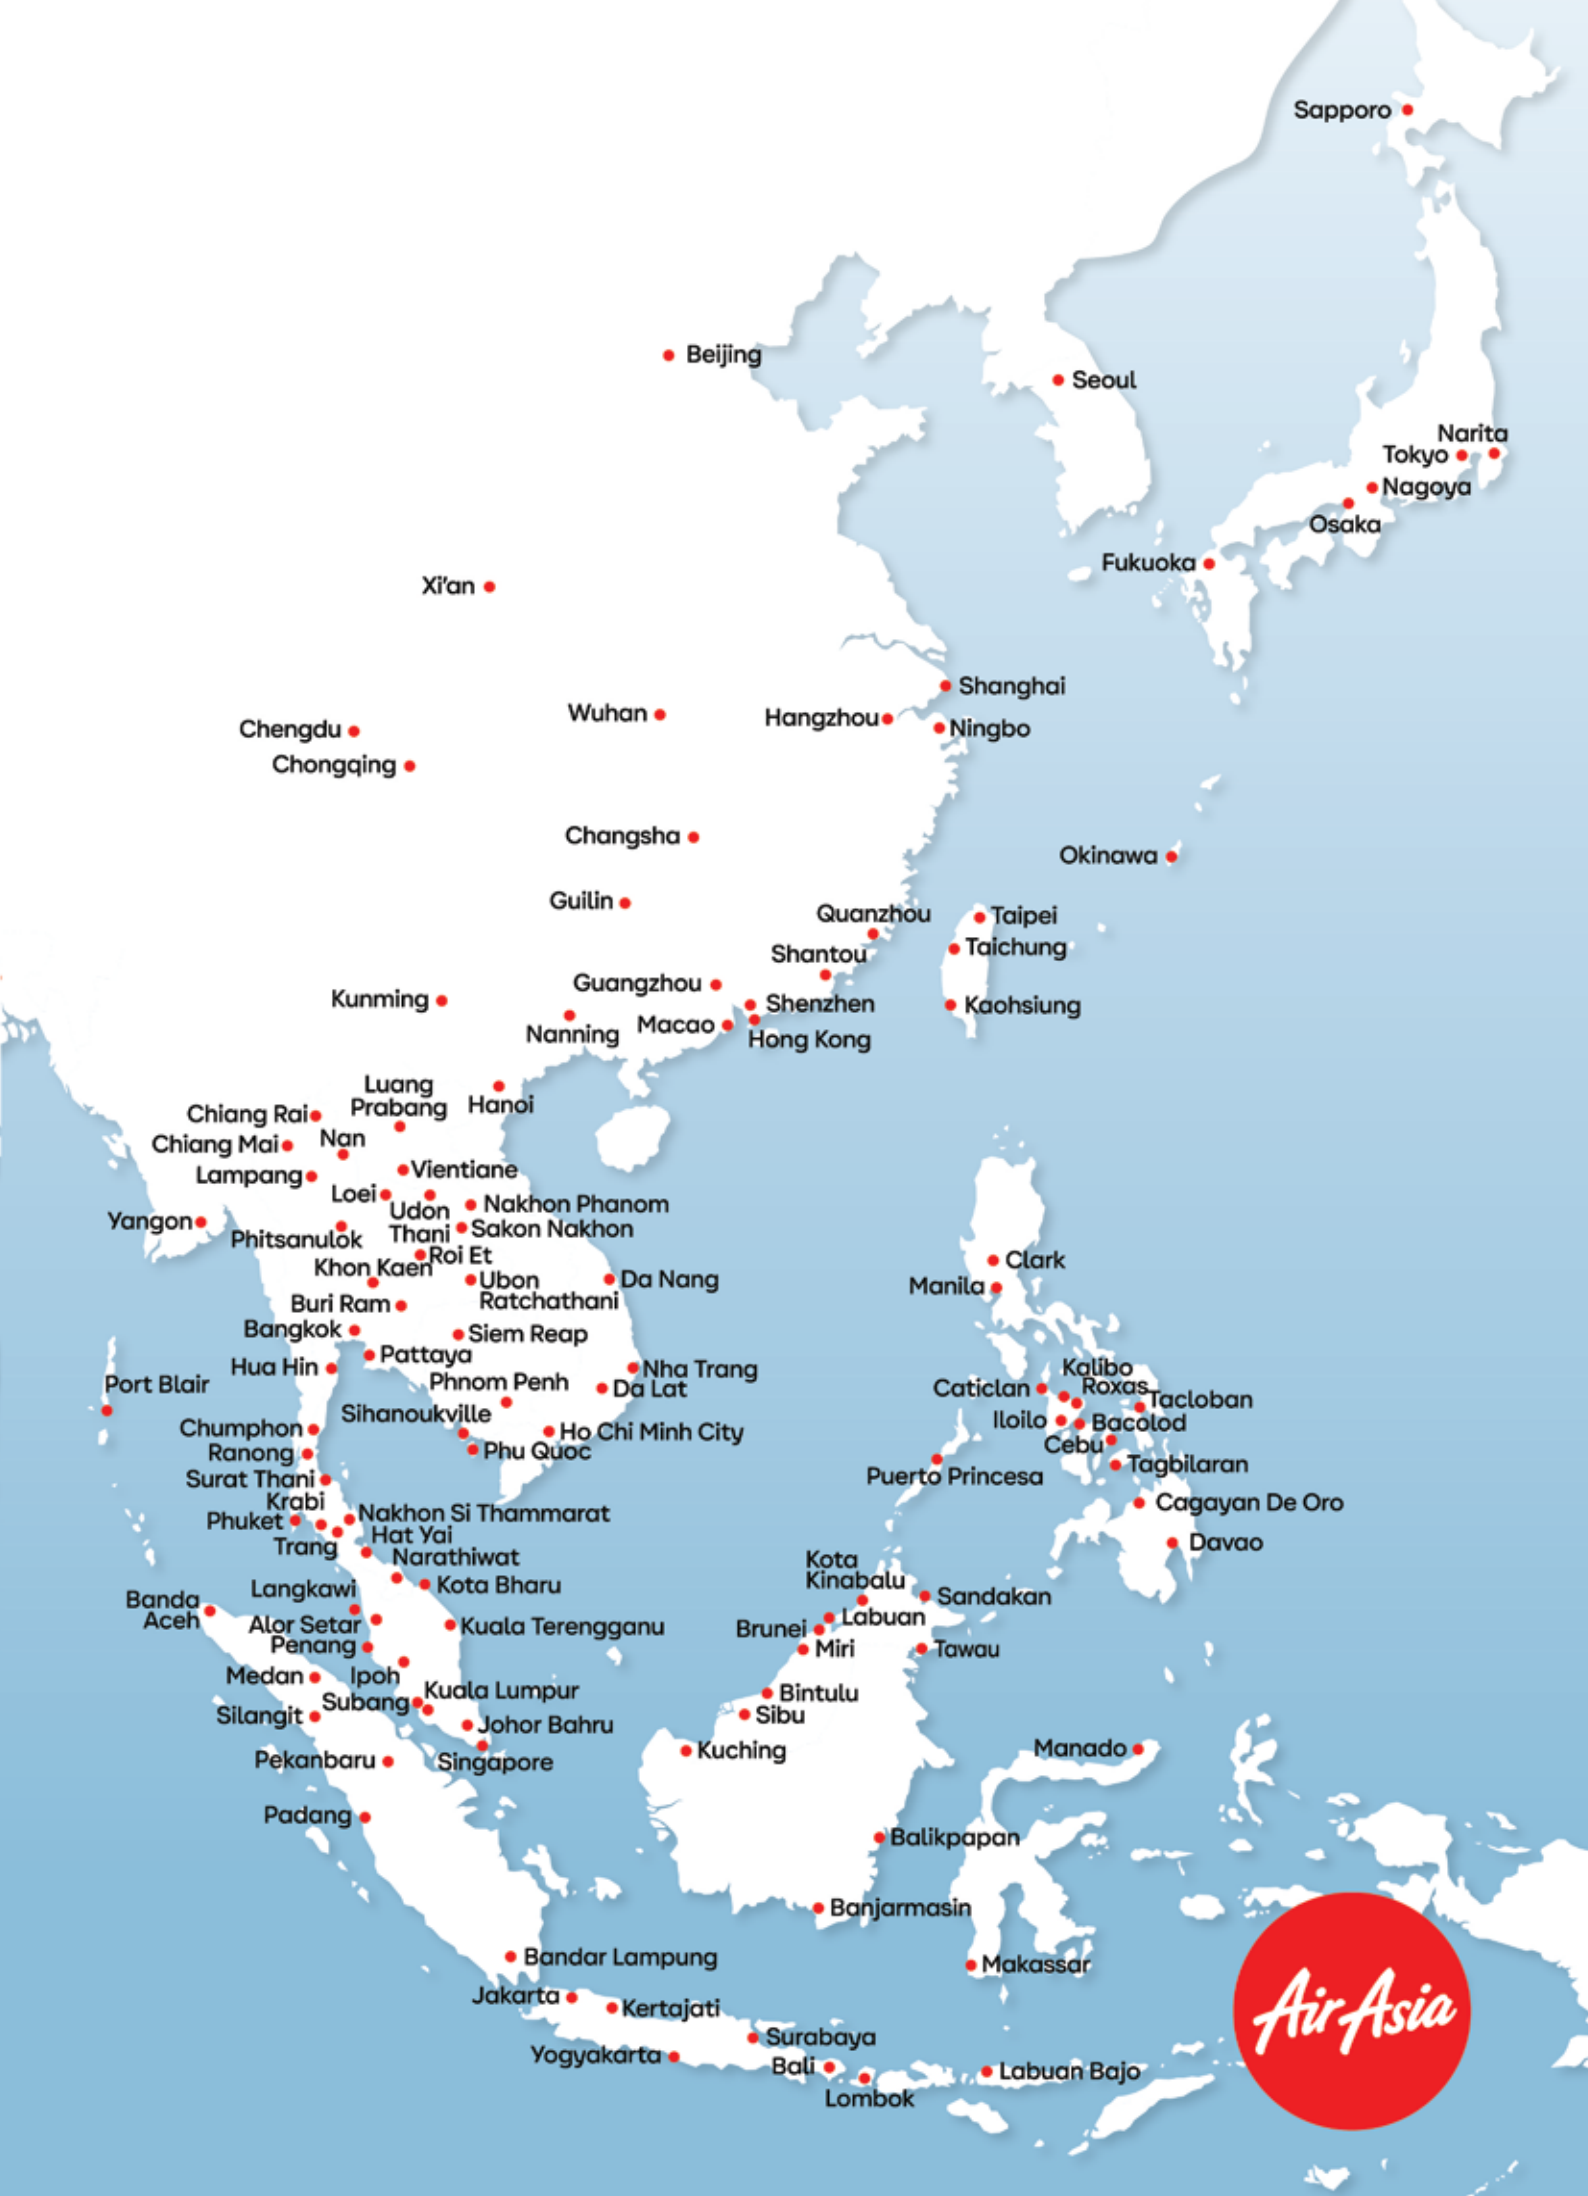 Sapporo
Beijing
Seoul
Narita
Tokyo
Nagoya
Osaka
Fukuoka
Xi'an
Shanghai
Wuhan
Hangzhou
Ningbo
Chengdu
Chongqing
Changsha
Okinawa
Guilin
Quanzhou
Taipei
Taichung
Shantou
Guangzhou
Kunming
Shenzhen
Kaohsiung
Nanning
Macao
Hong Kong
Luang
Prabang
Hanoi
Chiang Rai
Nan
Chiang Mai
Lampang
Vientiane
Loei
Udon
Thani
Nakhon Phanom
Yangon
Sakon Nakhon
Phitsanulok
Roi Et
Khon Kaen
Clark
Ubon
Ratchathani
Da Nang
Manila
Buri Ram
Bangkok
Siem Reap
Pattaya
Hua Hin
Nha Trang
Kalibo
Port Blair
Phnom Penh
Da Lat
Caticlan
Roxas
Tacloban
Sihanoukville
Iloilo
Bacolod
Chumphon
Ho Chi Minh City
Cebu
Ranong
Phu Quoc
Tagbilaran
Surat Thani
Puerto Princesa
Krabi
Cagayan De Oro
Phuket
Nakhon Si Thammarat
Hat Yai
Trang
Davao
Narathiwat
Kota
Kinabalu
Langkawi
Kota Bharu
Sandakan
Banda
Aceh
Labuan
Alor Setar
Kuala Terengganu
Brunei
Penang
Miri
Tawau
Medan
Ipoh
Kuala Lumpur
Bintulu
Subang
Silangit
Sibu
Johor Bahru
Kuching
Manado
Pekanbaru
Singapore
Padang
Balikpapan
Banjarmasin
Bandar Lampung
Makassar
Jakarta
Kertajati
AirAsia
Surabaya
Yogyakarta
Bali
Labuan Bajo
Lombok